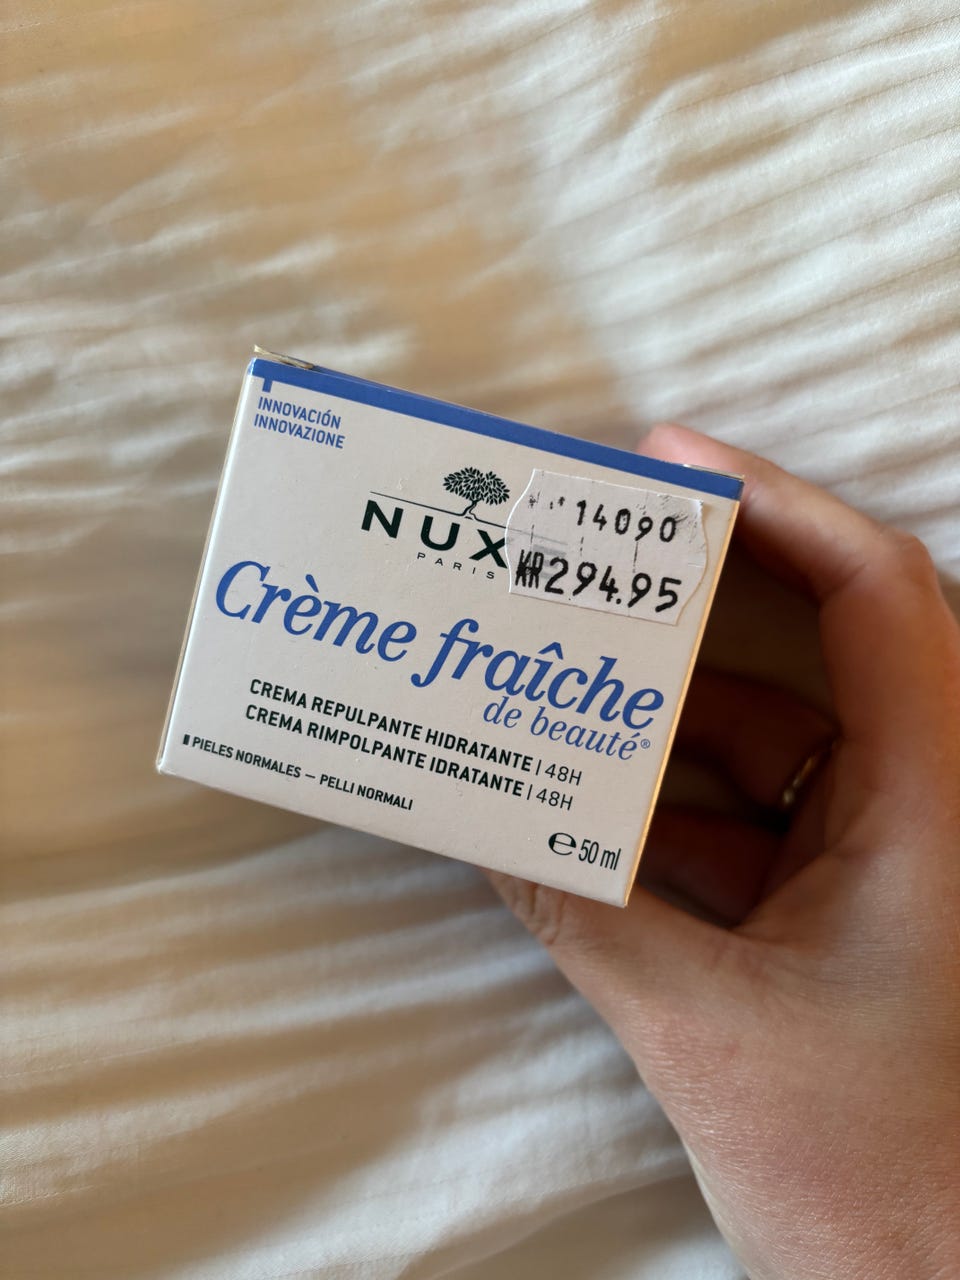 INNOVACIÓN
INNOVAZIONE
NUX
PARIS
14090
KR294.95
Crème fraîche
de beauté®
CREMA REPULPANTE HIDRATANTE | 48H
CREMA RIMPOLPANTE IDRATANTE | 48H
PIELES NORMALES — PELLI NORMALI
℮ 50 ml